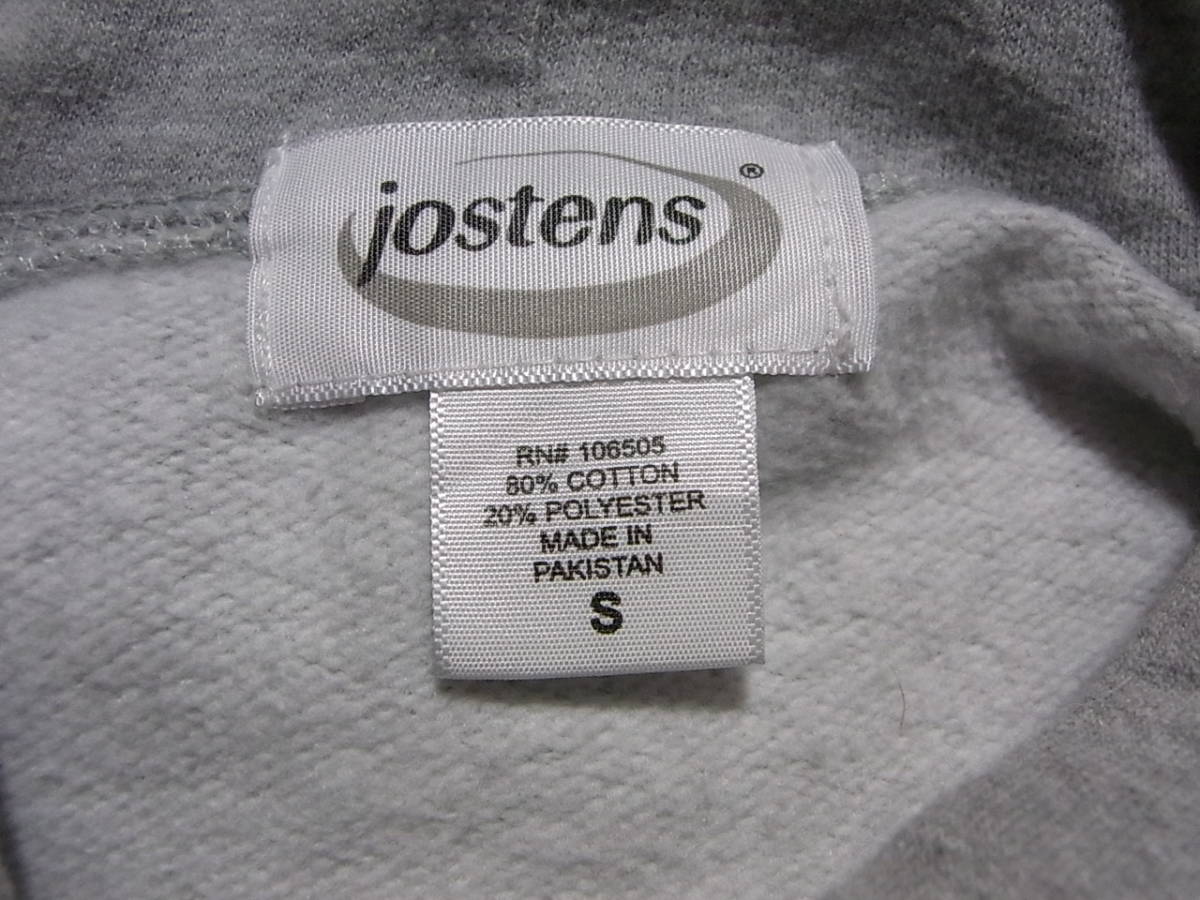 jostens®
RN# 106505
80% COTTON
20% POLYESTER
MADE IN
PAKISTAN
S